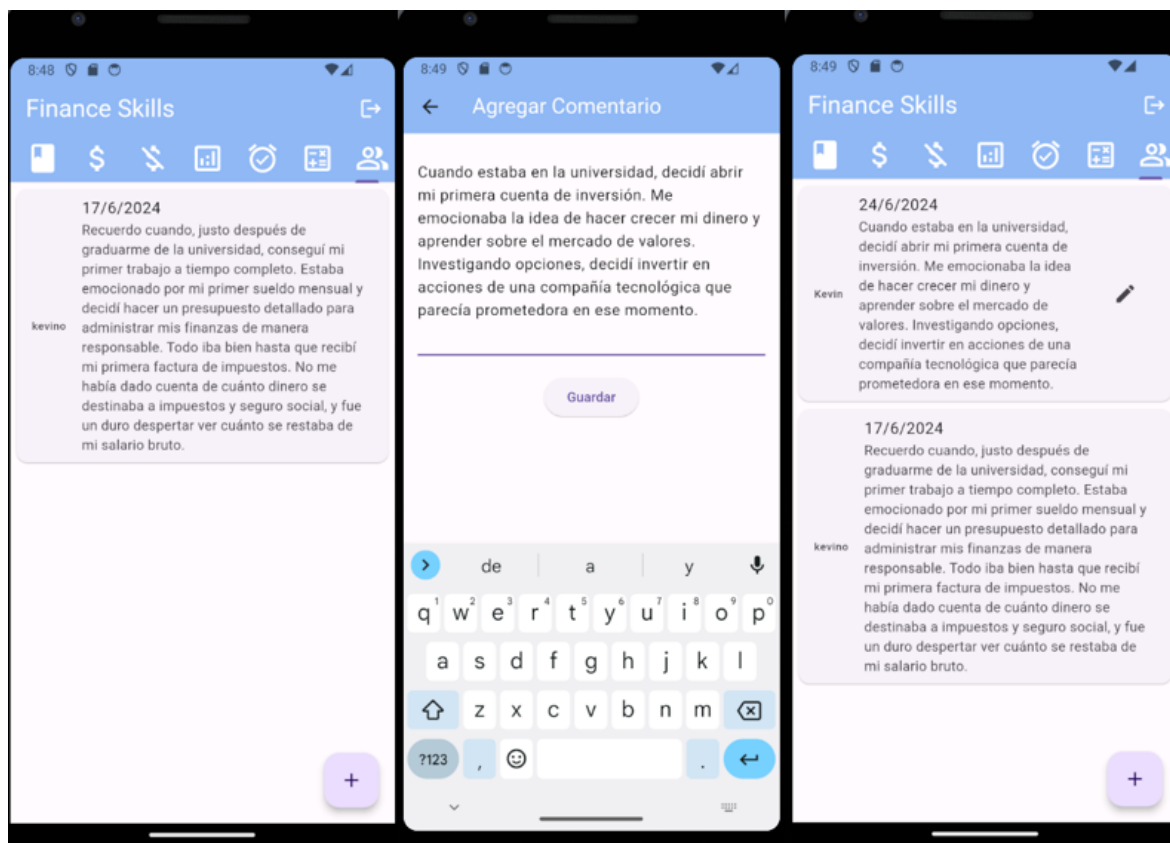 8:48
Finance Skills
17/6/2024
Recuerdo cuando, justo después de
graduarme de la universidad, conseguí mi
primer trabajo a tiempo completo. Estaba
emocionado por mi primer sueldo mensual y
decidí hacer un presupuesto detallado para
kevino
administrar mis finanzas de manera
responsable. Todo iba bien hasta que recibí
mi primera factura de impuestos. No me
había dado cuenta de cuánto dinero se
destinaba a impuestos y seguro social, y fue
un duro despertar ver cuánto se restaba de
mi salario bruto.
+
8:49
Agregar Comentario
Cuando estaba en la universidad, decidí abrir
mi primera cuenta de inversión. Me
emocionaba la idea de hacer crecer mi dinero y
aprender sobre el mercado de valores.
Investigando opciones, decidí invertir en
acciones de una compañía tecnológica que
parecía prometedora en ese momento.
Guardar
de a y
q1 w2 e3 r4 t5 y6 u7 i8 o9 p0
a s d f g h j k l
z x c v b n m
?123 , .
8:49
Finance Skills
24/6/2024
Cuando estaba en la universidad,
decidí abrir mi primera cuenta de
inversión. Me emocionaba la idea
Kevin
de hacer crecer mi dinero y
aprender sobre el mercado de
valores. Investigando opciones,
decidí invertir en acciones de una
compañía tecnológica que parecía
prometedora en ese momento.
17/6/2024
Recuerdo cuando, justo después de
graduarme de la universidad, conseguí mi
primer trabajo a tiempo completo. Estaba
emocionado por mi primer sueldo mensual y
decidí hacer un presupuesto detallado para
kevino
administrar mis finanzas de manera
responsable. Todo iba bien hasta que recibí
mi primera factura de impuestos. No me
había dado cuenta de cuánto dinero se
destinaba a impuestos y seguro social, y fue
un duro despertar ver cuánto se restaba de
mi salario bruto.
+